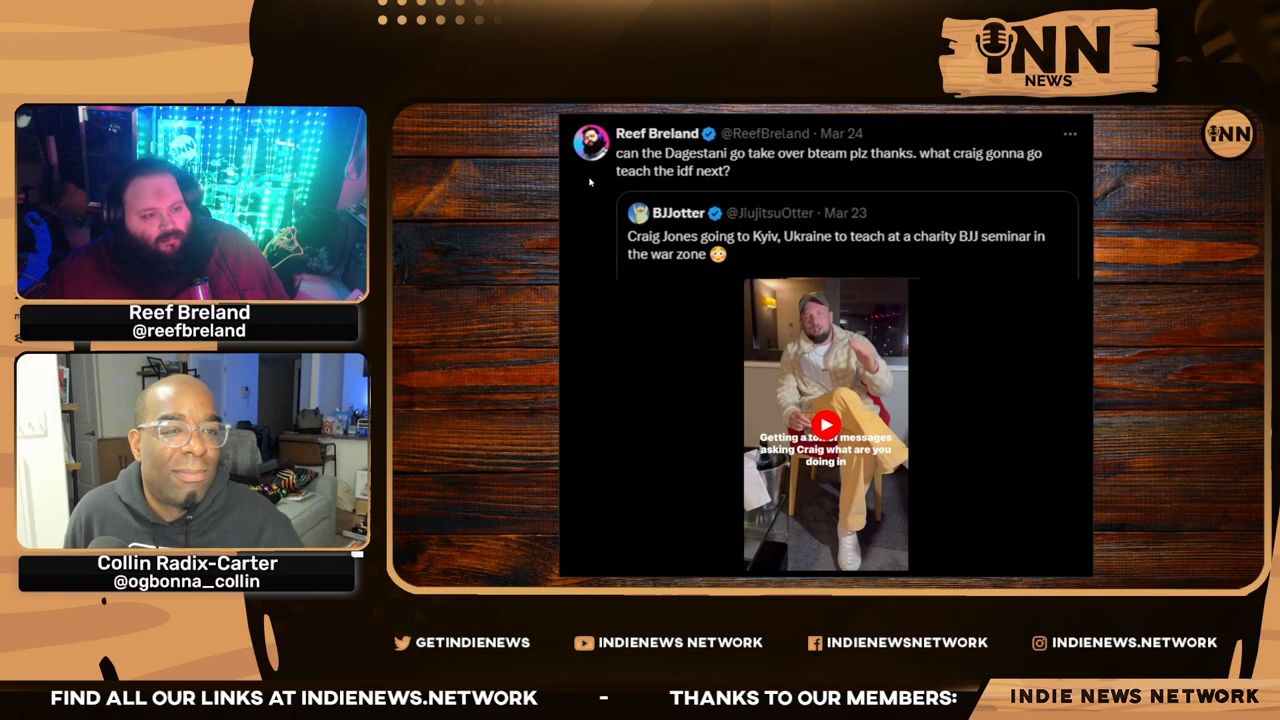 INN
NEWS
INN
Reef Breland @ReefBreland · Mar 24
can the Dagestani go take over bteam plz thanks. what craig gonna go
teach the idf next?
BJJotter @JiujitsuOtter · Mar 23
Craig Jones going to Kyiv, Ukraine to teach at a charity BJJ seminar in
the war zone 😳
Getting a ton of messages
asking Craig what are you
doing in
Reef Breland
@reefbreland
Collin Radix-Carter
@ogbonna_collin
GETINDIENEWS
INDIENEWS NETWORK
INDIENEWSNETWORK
INDIENEWS.NETWORK
FIND ALL OUR LINKS AT INDIENEWS.NETWORK - THANKS TO OUR MEMBERS:
INDIE NEWS NETWORK